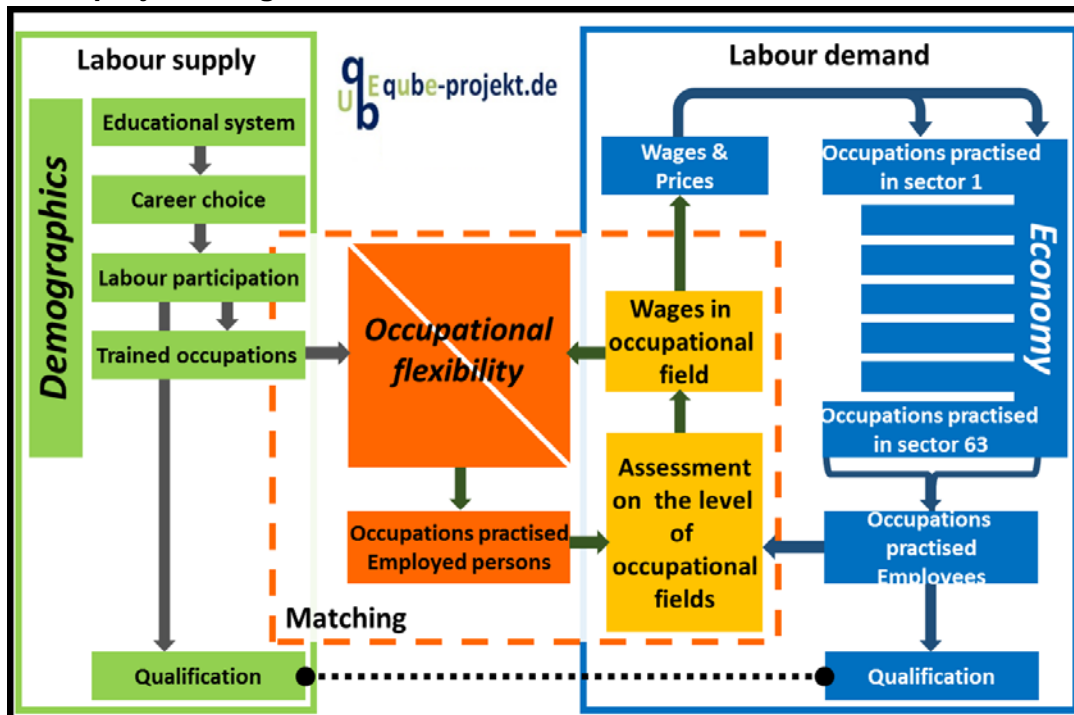 Labour supply
Demographics
Educational system
Career choice
Labour participation
Trained occupations
Qualification
q
U E
b
qube-projekt.de
Occupational
flexibility
Occupations practised
Employed persons
Matching
Labour demand
Wages &
Prices
Wages in
occupational
field
Assessment
on the level
of
occupational
fields
Occupations practised
in sector 1
Economy
Occupations practised
in sector 63
Occupations
practised
Employees
Qualification